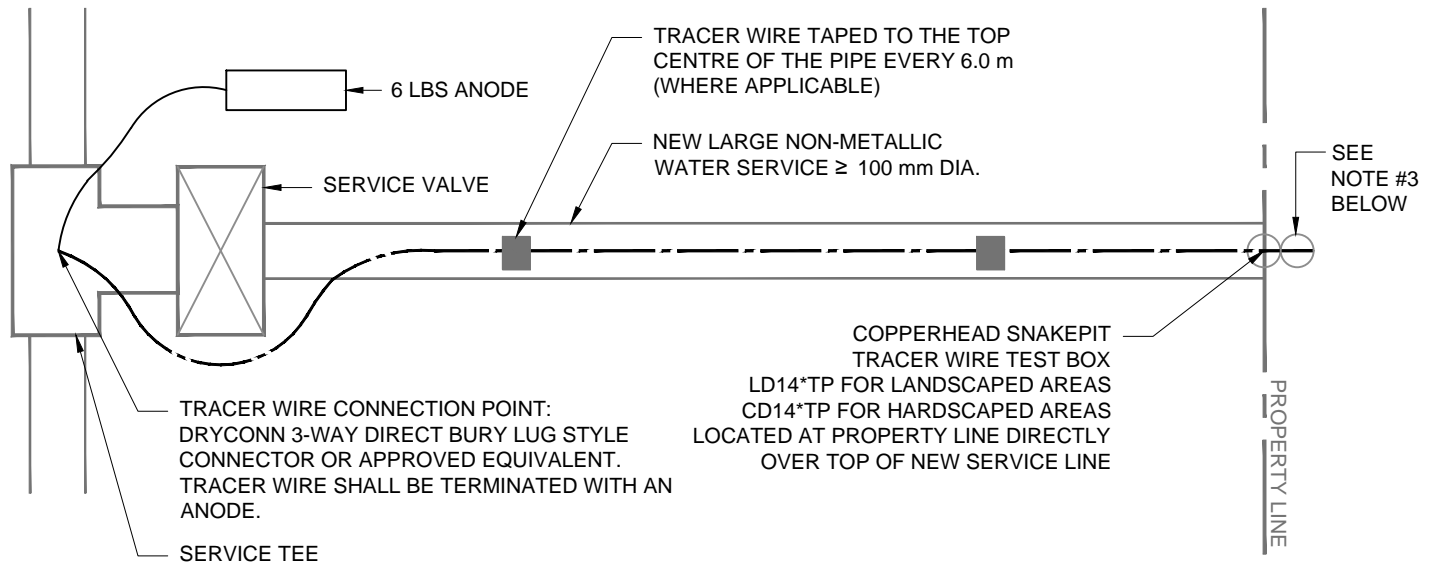 TRACER WIRE TAPED TO THE TOP
CENTRE OF THE PIPE EVERY 6.0 m
(WHERE APPLICABLE)
6 LBS ANODE
NEW LARGE NON-METALLIC
WATER SERVICE ≥ 100 mm DIA.
SEE
NOTE #3
BELOW
SERVICE VALVE
COPPERHEAD SNAKEPIT
TRACER WIRE TEST BOX
LD14*TP FOR LANDSCAPED AREAS
CD14*TP FOR HARDSCAPED AREAS
LOCATED AT PROPERTY LINE DIRECTLY
OVER TOP OF NEW SERVICE LINE
PROPERTY LINE
TRACER WIRE CONNECTION POINT:
DRYCONN 3-WAY DIRECT BURY LUG STYLE
CONNECTOR OR APPROVED EQUIVALENT.
TRACER WIRE SHALL BE TERMINATED WITH AN
ANODE.
SERVICE TEE